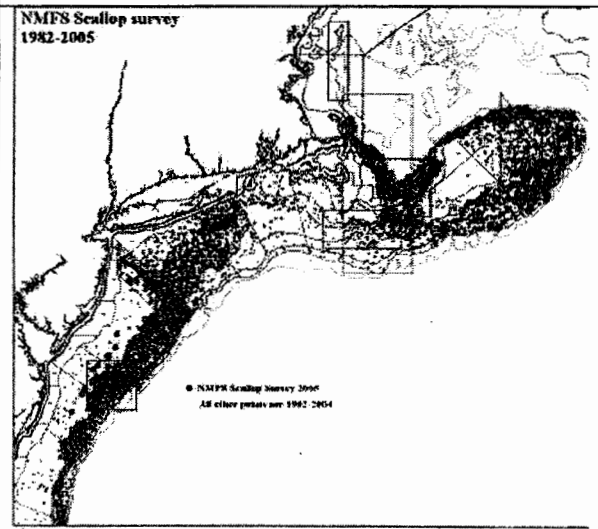 NMFS Scallop survey
1982-2005
NMFS Scallop Survey 2005
All other points are 1982-2004